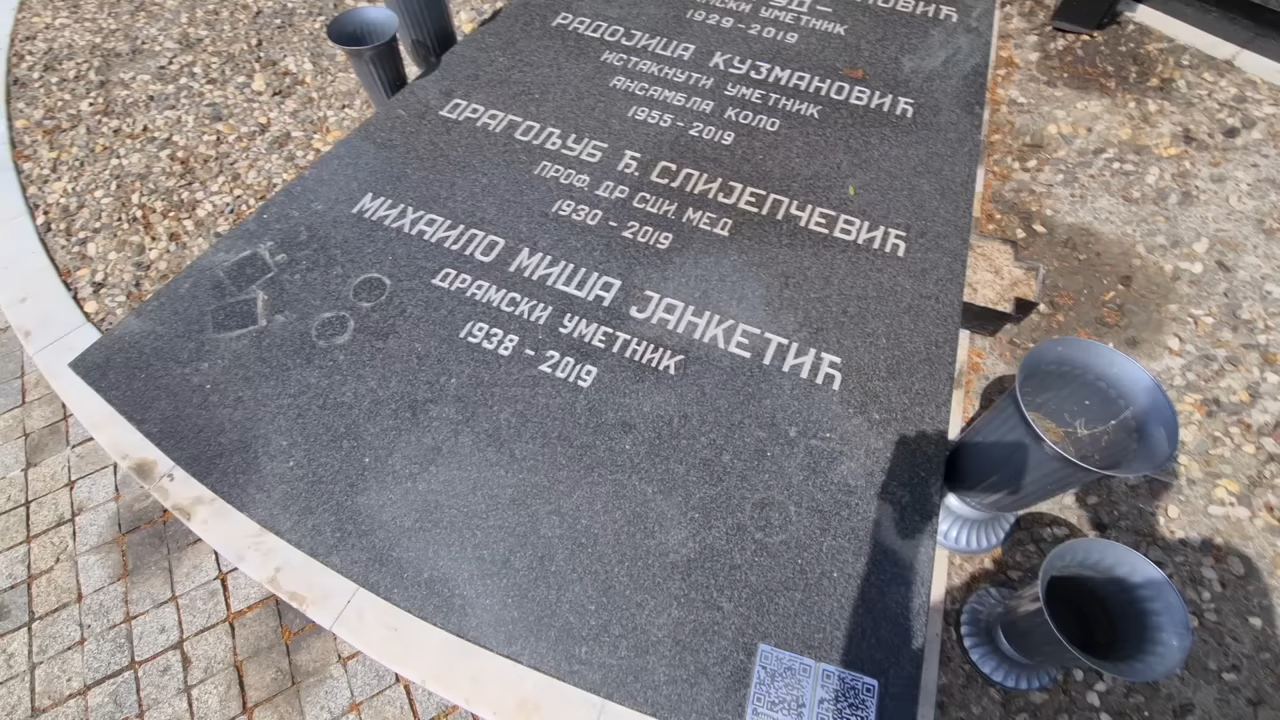 1929-2019
РАДОЈИЦА КУЗМАНОВИЋ
ИСТАКНУТИ УМЕТНИК
АНСАМБЛА КОЛО
1955-2019
ДРАГОЉУБ Ђ. СЛИЈЕПЧЕВИЋ
ПРОФ. ДР СЦИ. МЕД
1930 - 2019
МИХАИЛО МИША ЈАНКЕТИЋ
ДРАМСКИ УМЕТНИК
1938 - 2019